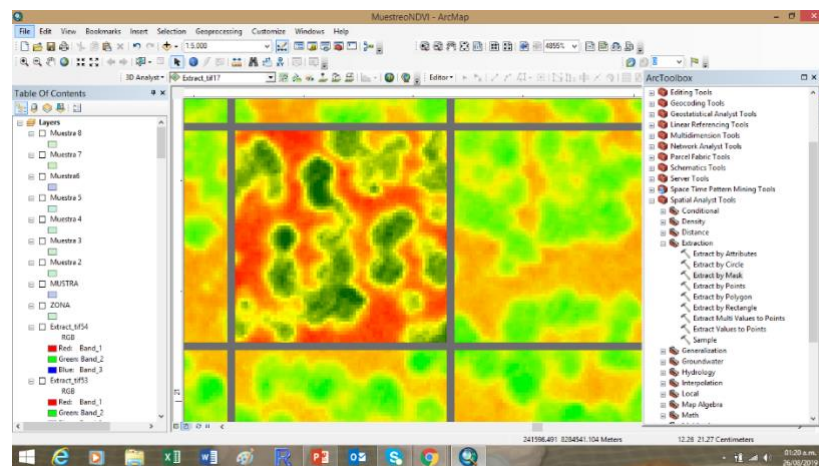 MuestreoNDVI - ArcMap
File Edit View Bookmarks Insert Selection Geoprocessing Customize Windows Help
1:5.000
4855%
3D Analyst
Extract_tif17
Editor
ArcToolbox
Table Of Contents
Layers
Muestra 8
Muestra 7
Muestra6
Muestra 5
Muestra 4
Muestra 3
Muestra 2
MUSTRA
ZONA
Extract_tif54
RGB
Red: Band_1
Green: Band_2
Blue: Band_3
Extract_tif53
RGB
Red: Band_1
Green: Band_2
Editing Tools
Geocoding Tools
Geostatistical Analyst Tools
Linear Referencing Tools
Multidimension Tools
Network Analyst Tools
Parcel Fabric Tools
Schematics Tools
Server Tools
Space Time Pattern Mining Tools
Spatial Analyst Tools
Conditional
Density
Distance
Extraction
Extract by Attributes
Extract by Circle
Extract by Mask
Extract by Points
Extract by Polygon
Extract by Rectangle
Extract Multi Values to Points
Extract Values to Points
Sample
Generalization
Groundwater
Hydrology
Interpolation
Local
Map Algebra
Math
241596,491 8284541,104 Meters
12.28 21.27 Centimeters
01:20 a.m.
26/08/2019